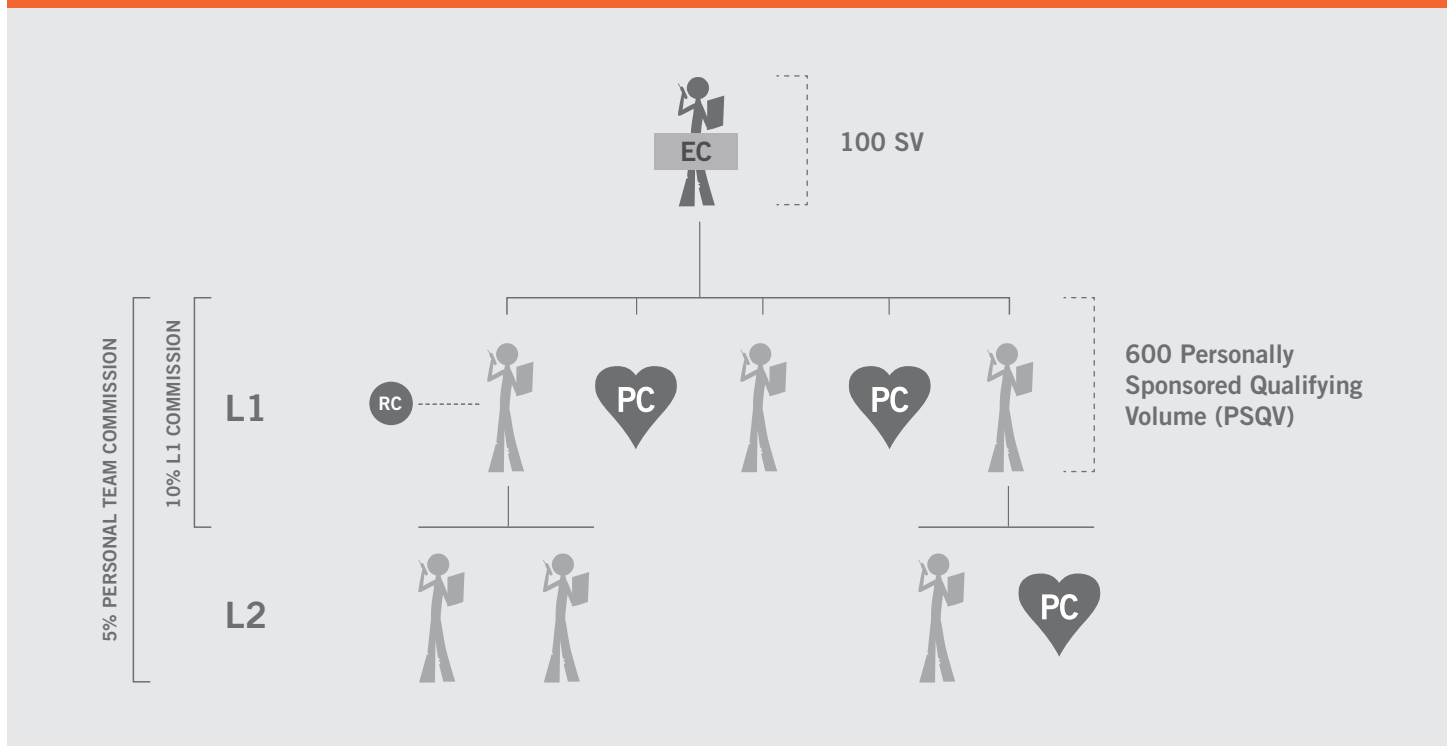 EC
100 SV
5% PERSONAL TEAM COMMISSION
10% L1 COMMISSION
L1
RC
PC
PC
600 Personally
Sponsored Qualifying
Volume (PSQV)
L2
PC